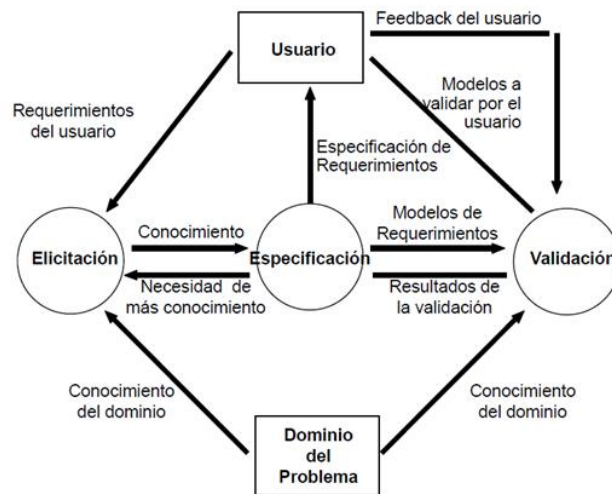 Feedback del usuario
Usuario
Modelos a
validar por el
usuario
Requerimientos
del usuario
Especificación de
Requerimientos
Conocimiento
Modelos de
Requerimientos
Elicitación
Especificación
Validación
Necesidad de
más conocimiento
Resultados de
la validación
Conocimiento
del dominio
Conocimiento
del dominio
Dominio
del
Problema